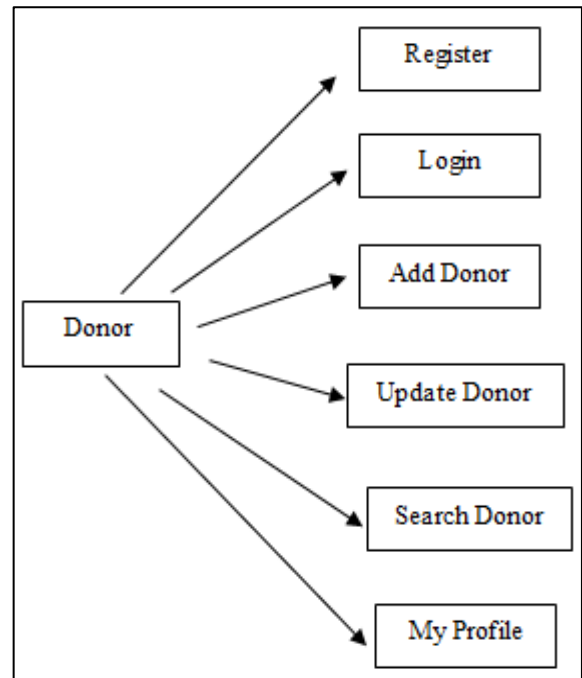 Register
Login
Add Donor
Donor
Update Donor
Search Donor
My Profile